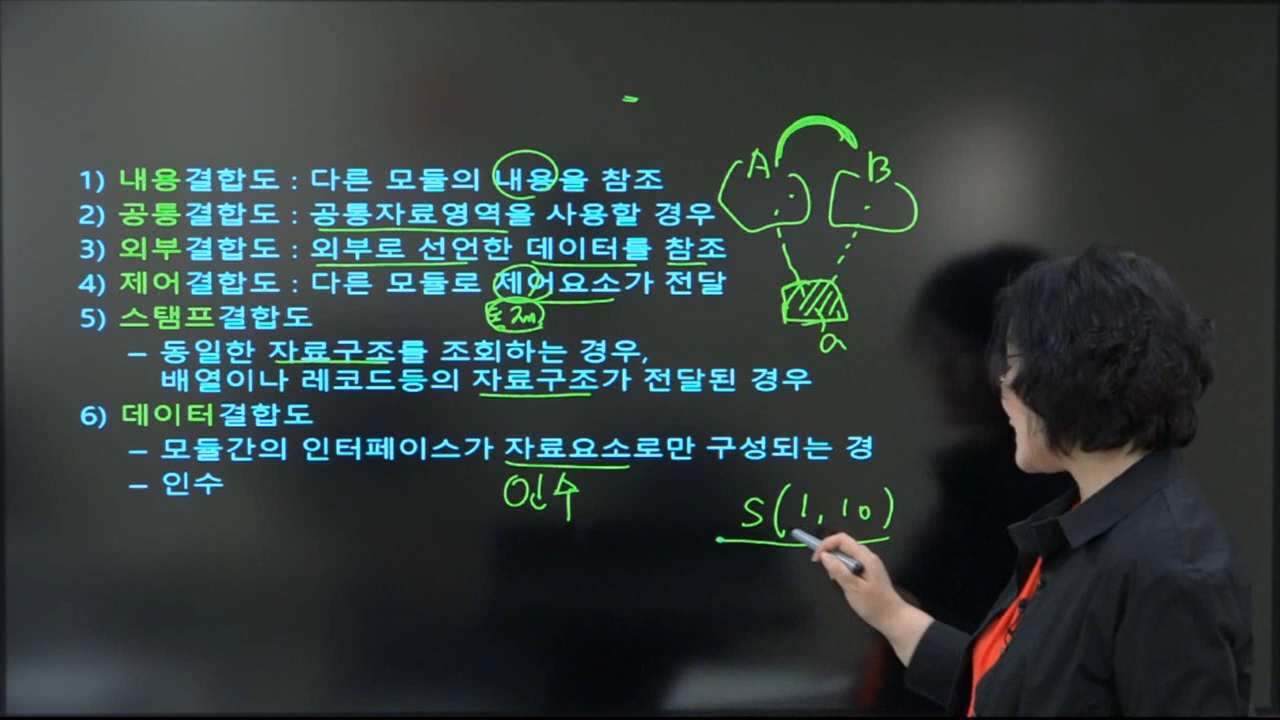 1) 내용결합도 : 다른 모듈의 내용을 참조
2) 공통결합도 : 공통자료영역을 사용할 경우
3) 외부결합도 : 외부로 선언한 데이터를 참조
4) 제어결합도 : 다른 모듈로 제어요소가 전달
5) 스탬프결합도
– 동일한 자료구조를 조회하는 경우,
배열이나 레코드등의 자료구조가 전달된 경우
6) 데이터결합도
– 모듈간의 인터페이스가 자료요소로만 구성되는 경
– 인수
인수
A B
a
S(1, 10)